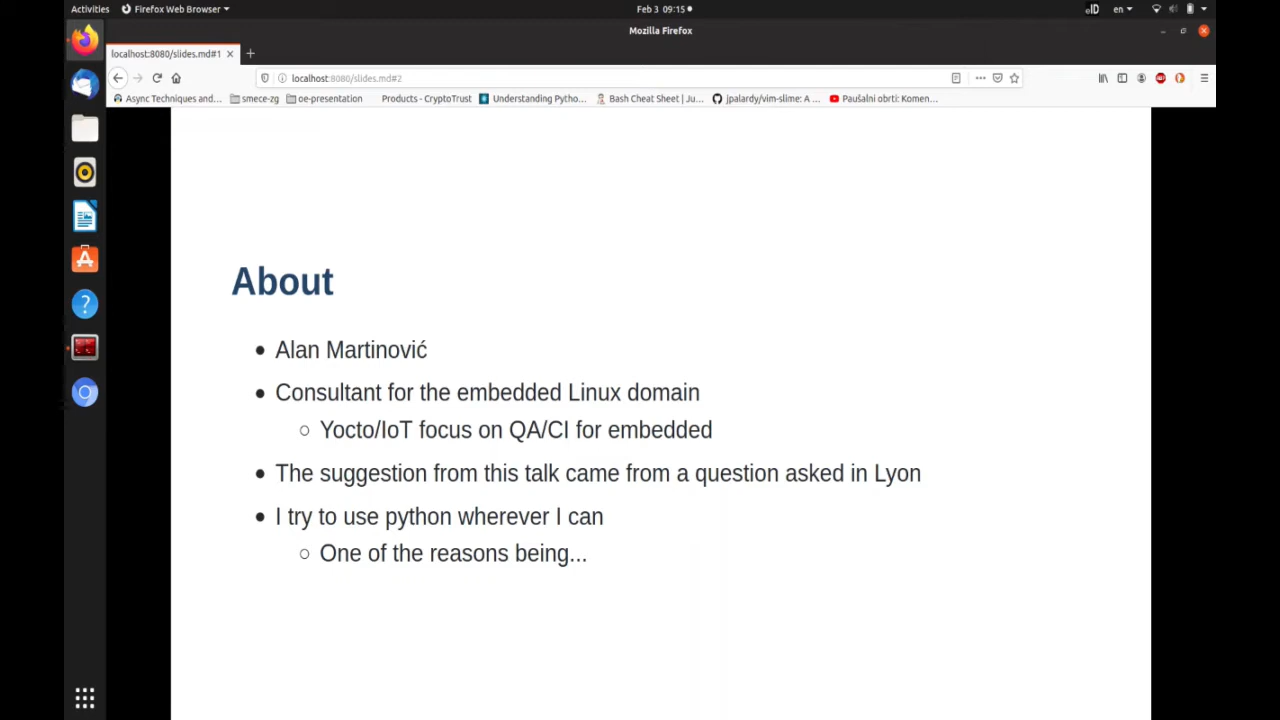 Activities
Firefox Web Browser
Feb 3 09:15
en
Mozilla Firefox
localhost:8080/slides.md#1
localhost:8080/slides.md#2
Async Techniques and...
smece-zg
oe-presentation
Products - CryptoTrust
Understanding Pytho...
Bash Cheat Sheet | Ju...
jpalardy/vim-slime: A ...
Paušalni obrti: Komen...
About
Alan Martinović
Consultant for the embedded Linux domain
Yocto/IoT focus on QA/CI for embedded
The suggestion from this talk came from a question asked in Lyon
I try to use python wherever I can
One of the reasons being...